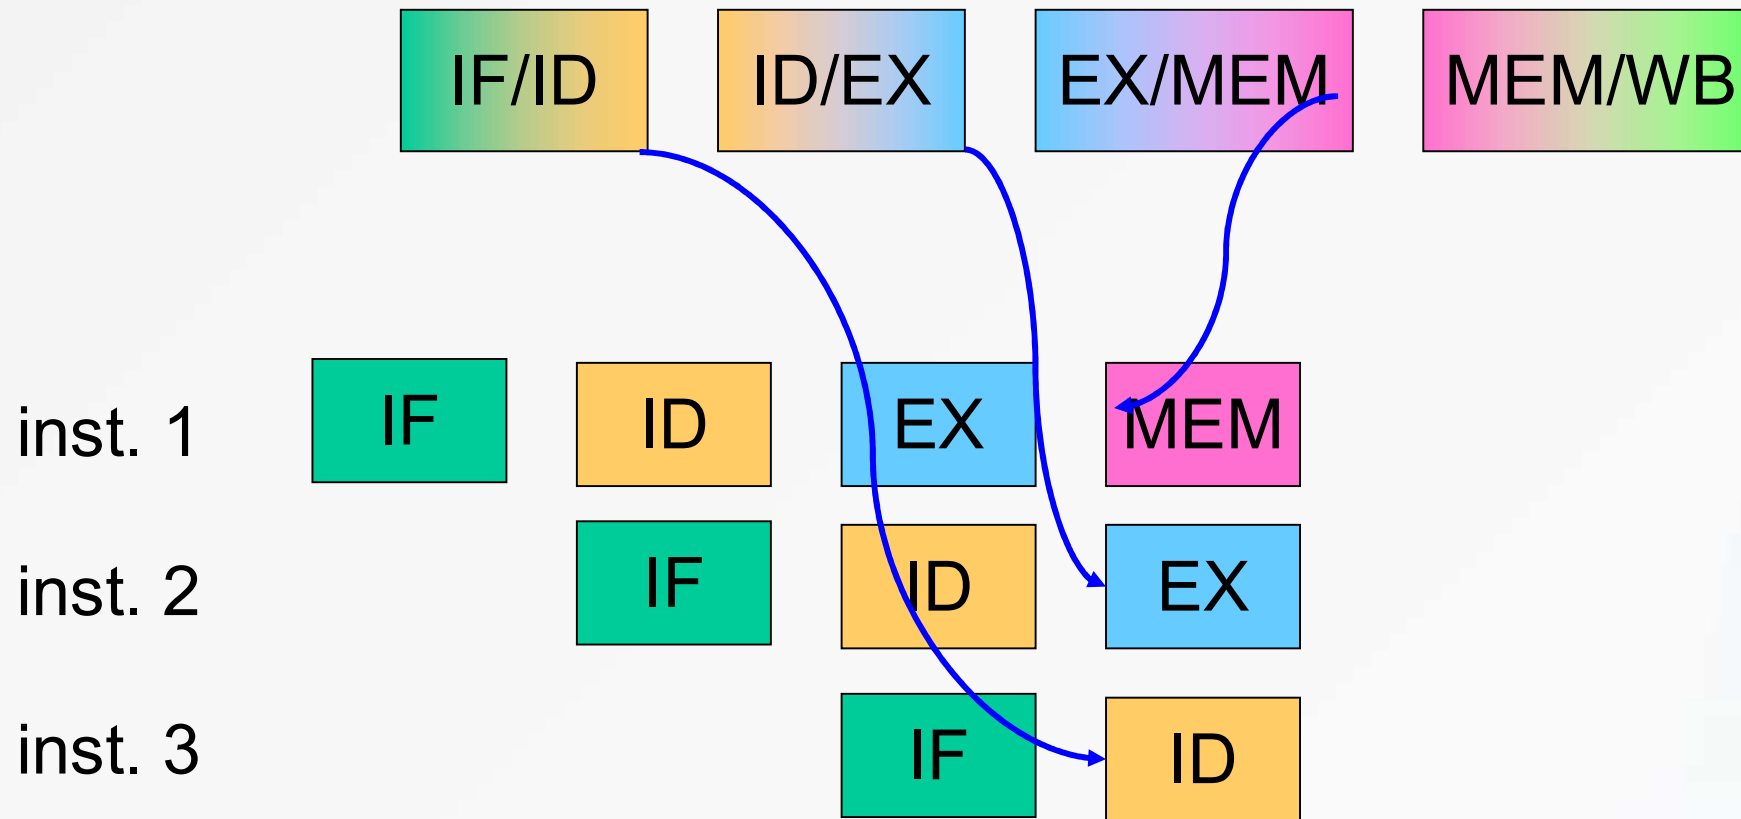 IF/ID ID/EX EX/MEM MEM/WB
inst. 1 IF ID EX MEM
inst. 2 IF ID EX
inst. 3 IF ID